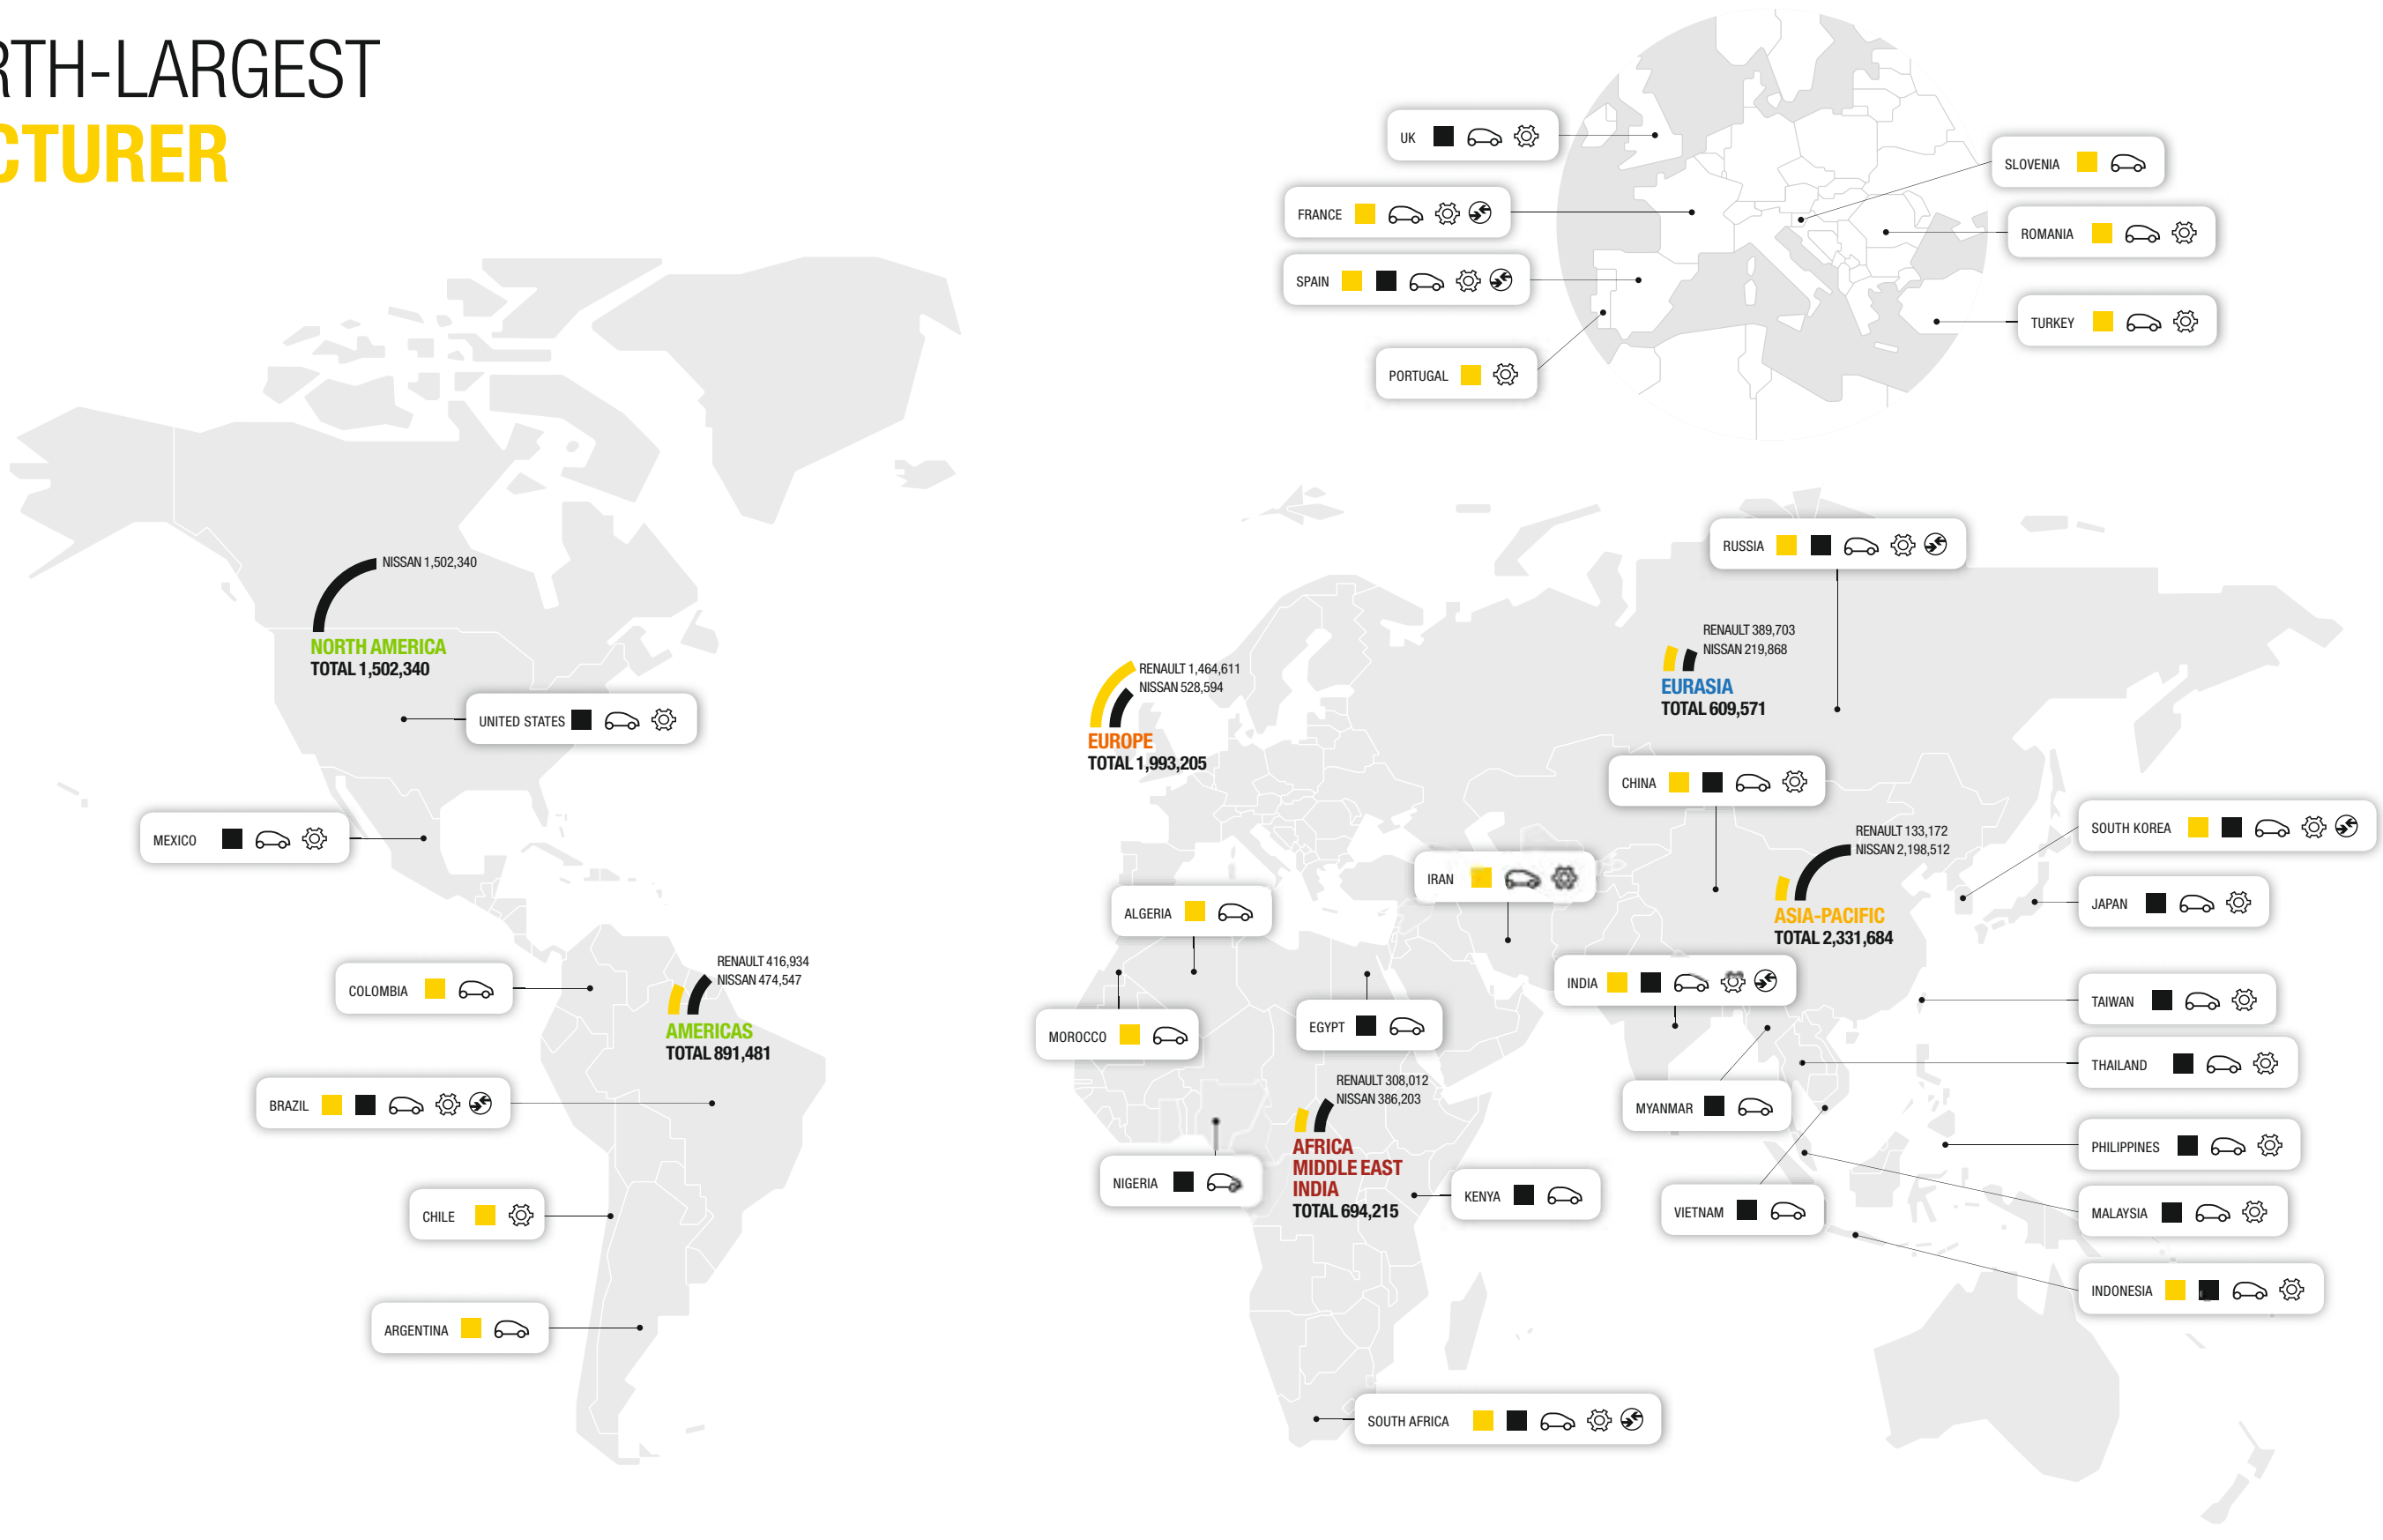 RTH-LARGEST
CTURER
UK
FRANCE
SPAIN
PORTUGAL
SLOVENIA
ROMANIA
TURKEY
NISSAN 1,502,340
NORTH AMERICA
TOTAL 1,502,340
UNITED STATES
MEXICO
RENAULT 1,464,611
NISSAN 528,594
EUROPE
TOTAL 1,993,205
RUSSIA
RENAULT 389,703
NISSAN 219,868
EURASIA
TOTAL 609,571
CHINA
RENAULT 133,172
NISSAN 2,198,512
ASIA-PACIFIC
TOTAL 2,331,684
SOUTH KOREA
JAPAN
IRAN
ALGERIA
INDIA
COLOMBIA
RENAULT 416,934
NISSAN 474,547
AMERICAS
TOTAL 891,481
MOROCCO
EGYPT
TAIWAN
THAILAND
BRAZIL
RENAULT 308,012
NISSAN 386,203
AFRICA
MIDDLE EAST
INDIA
TOTAL 694,215
MYANMAR
PHILIPPINES
NIGERIA
KENYA
VIETNAM
MALAYSIA
CHILE
INDONESIA
ARGENTINA
SOUTH AFRICA